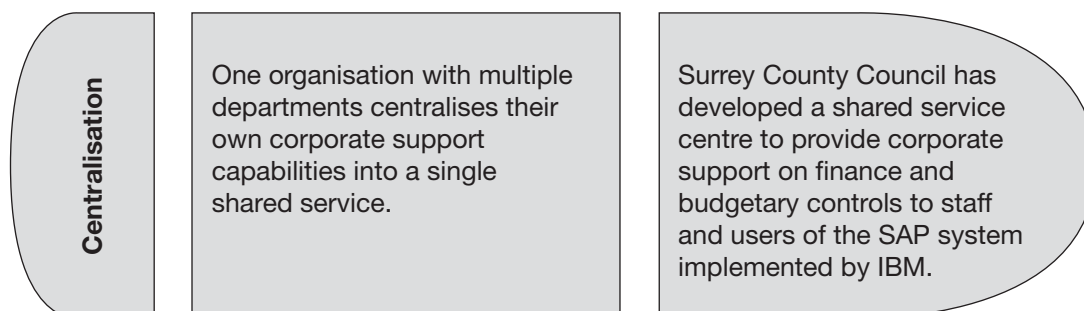 Centralisation
One organisation with multiple
departments centralises their
own corporate support
capabilities into a single
shared service.
Surrey County Council has
developed a shared service
centre to provide corporate
support on finance and
budgetary controls to staff
and users of the SAP system
implemented by IBM.